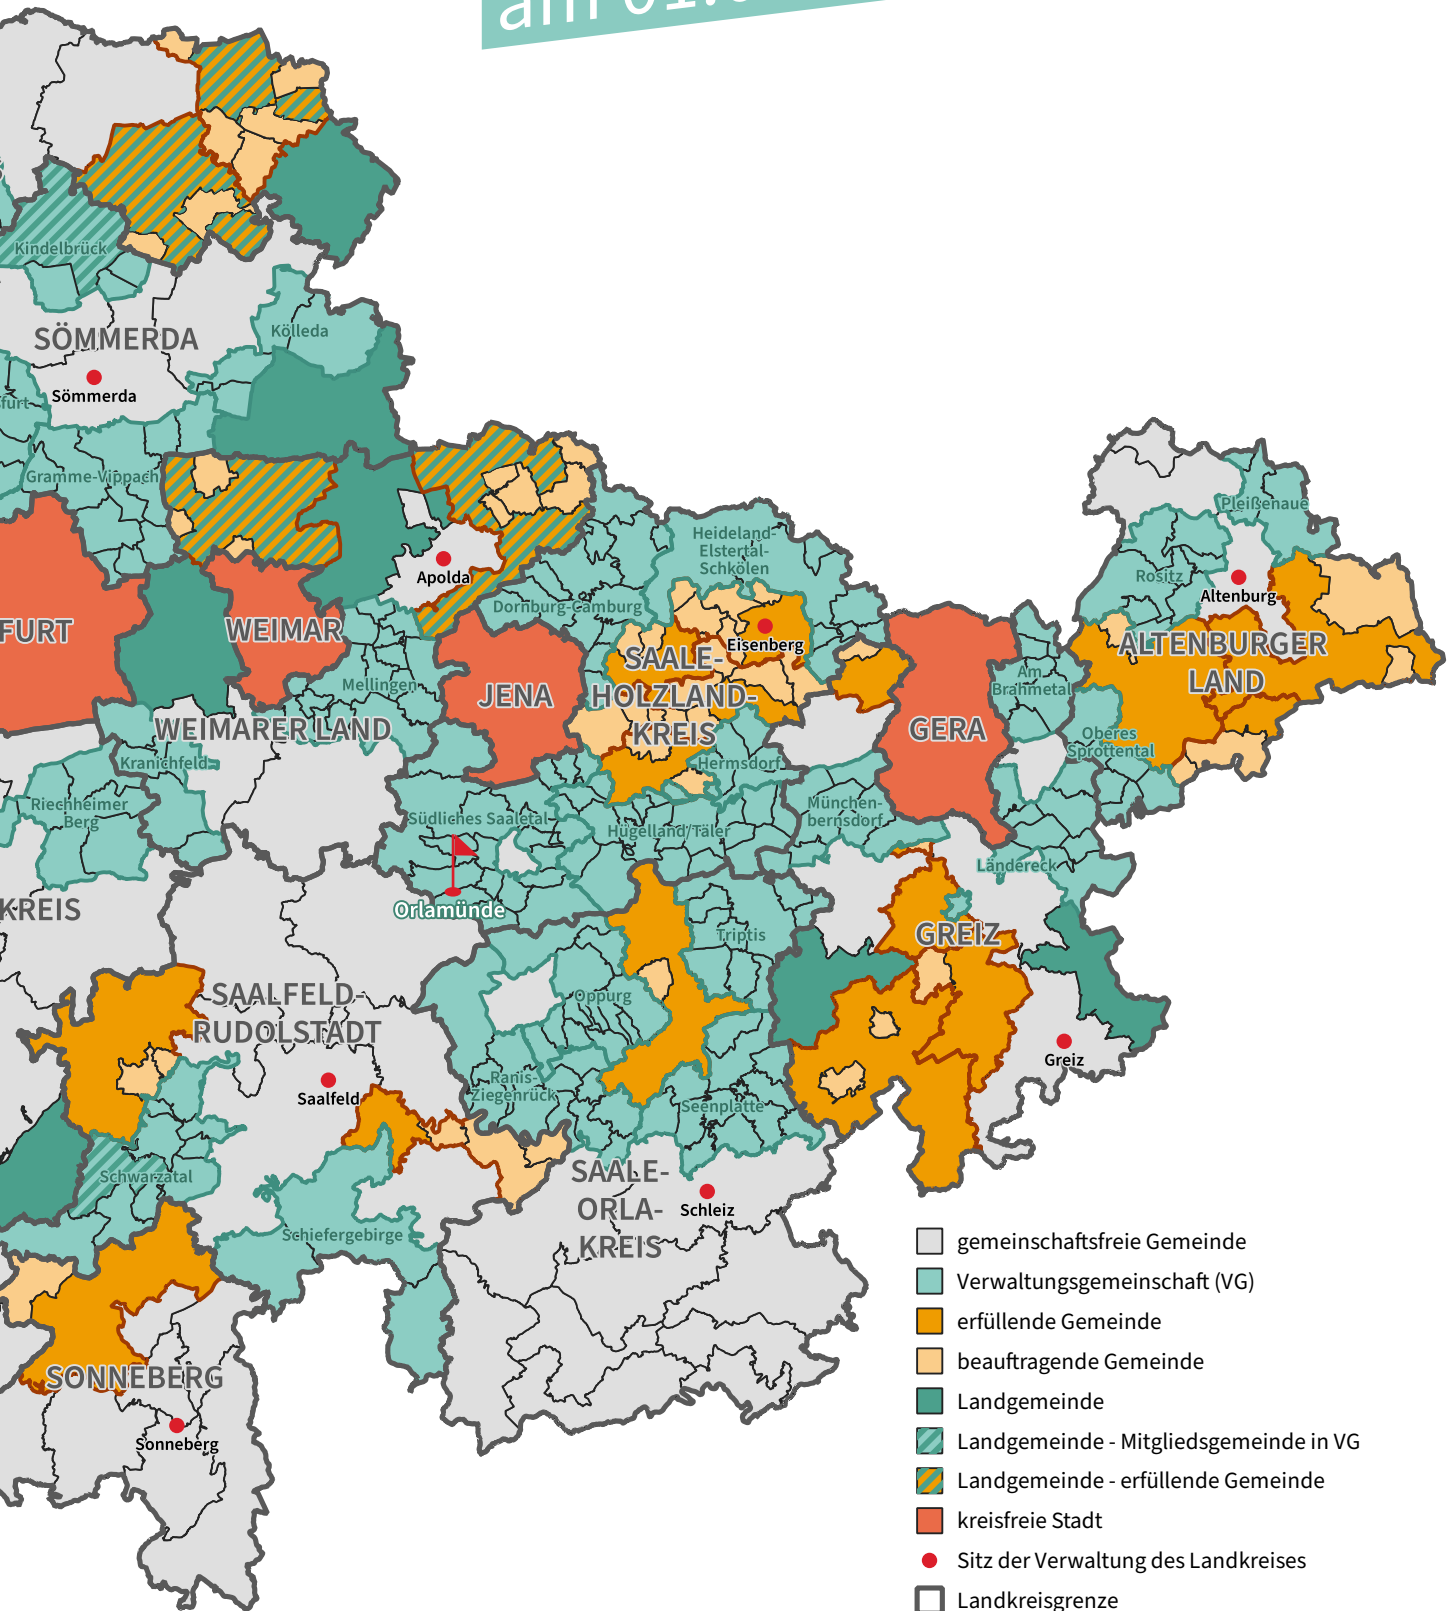 Kindelbrück
SÖMMERDA
Kölleda
Sömmerda
furt
Gramme-Vippach
Pleißenaue
Heideland-
Elstertal-
Schkölen
Apolda
Rositz
Altenburg
Dornburg-Camburg
FURT
WEIMAR
Eisenberg
ALTENBURGER
LAND
SAALE-
HOLZLAND-
KREIS
Mellingen
JENA
Am
Brahmetal
WEIMARER LAND
GERA
Oberes
Sprottental
Kranichfeld
Hermsdorf
Riechheimer
Berg
München-
bernsdorf
Südliches Saaletal
Hügelland/Täler
Ländereck
KREIS
Orlamünde
Triptis
GREIZ
SAALFELD-
RUDOLSTADT
Oppurg
Greiz
Ranis-
Ziegenrück
Saalfeld
Seenplatte
Schwarzatal
SAALE-
ORLA-
KREIS
Schleiz
Schiefergebirge
SONNEBERG
Sonneberg
gemeinschaftsfreie Gemeinde
Verwaltungsgemeinschaft (VG)
erfüllende Gemeinde
beauftragende Gemeinde
Landgemeinde
Landgemeinde - Mitgliedsgemeinde in VG
Landgemeinde - erfüllende Gemeinde
kreisfreie Stadt
Sitz der Verwaltung des Landkreises
Landkreisgrenze